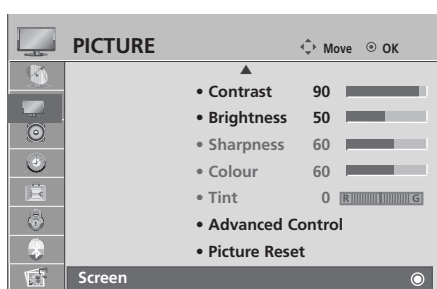 PICTURE Move OK
• Contrast 90
• Brightness 50
• Sharpness 60
• Colour 60
• Tint 0 R G
• Advanced Control
• Picture Reset
Screen